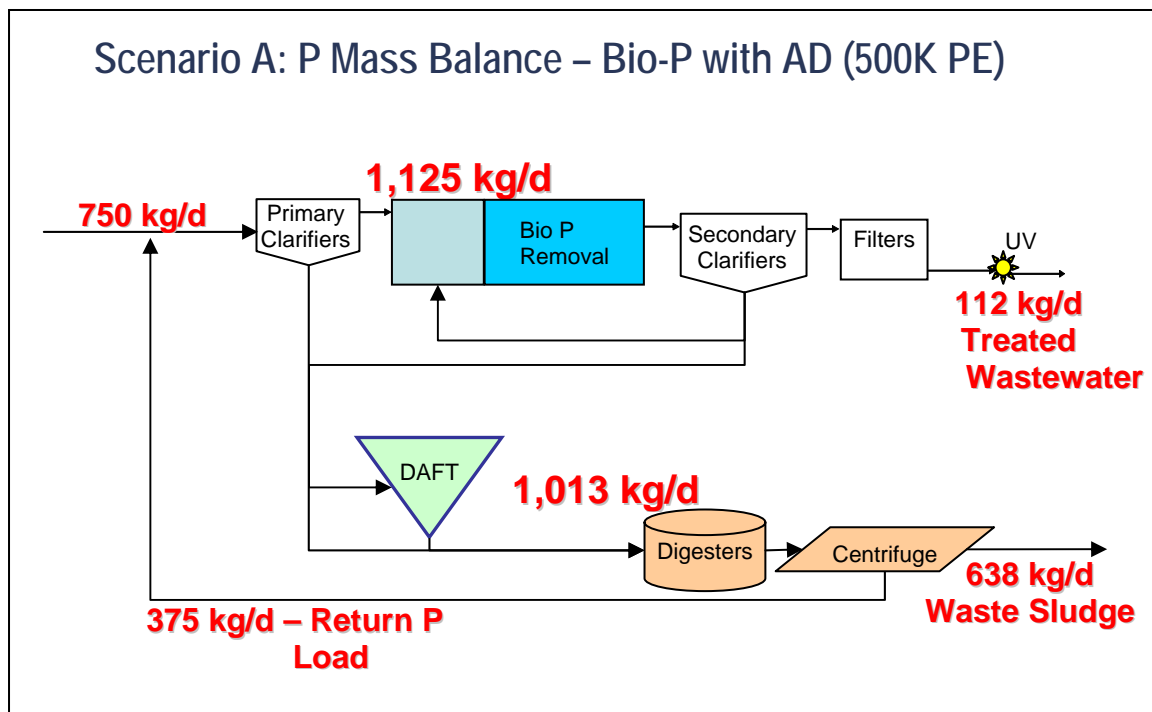 Scenario A: P Mass Balance – Bio-P with AD (500K PE)
1,125 kg/d
750 kg/d
Primary
Clarifiers
Bio P
Removal
Secondary
Clarifiers
Filters
UV
112 kg/d
Treated
Wastewater
DAFT
1,013 kg/d
Digesters
Centrifuge
638 kg/d
Waste Sludge
375 kg/d – Return P
Load